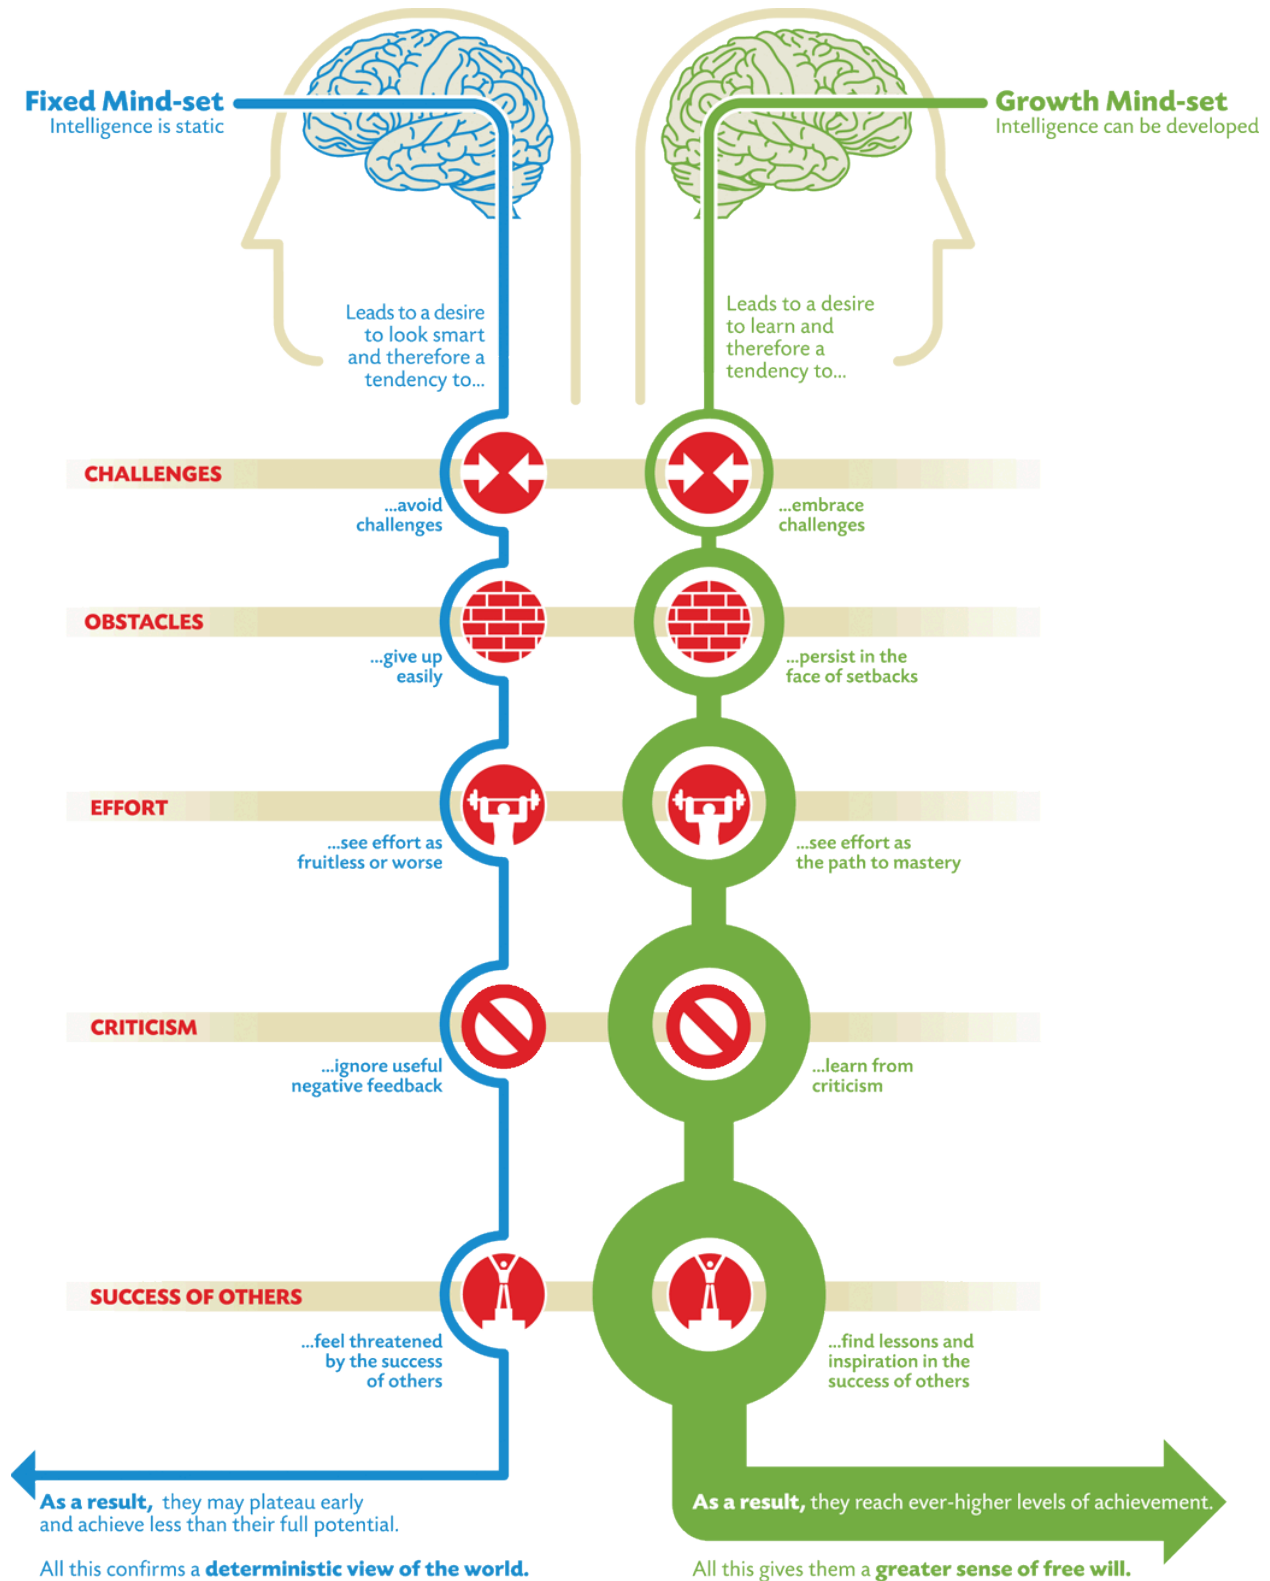 Fixed Mind-set
Intelligence is static
Growth Mind-set
Intelligence can be developed
Leads to a desire
to look smart
and therefore a
tendency to...
Leads to a desire
to learn and
therefore a
tendency to...
CHALLENGES
...avoid
challenges
...embrace
challenges
OBSTACLES
...give up
easily
...persist in the
face of setbacks
EFFORT
...see effort as
fruitless or worse
...see effort as
the path to mastery
CRITICISM
...ignore useful
negative feedback
...learn from
criticism
SUCCESS OF OTHERS
...feel threatened
by the success
of others
...find lessons and
inspiration in the
success of others
As a result, they may plateau early
and achieve less than their full potential.
All this confirms a deterministic view of the world.
As a result, they reach ever-higher levels of achievement.
All this gives them a greater sense of free will.